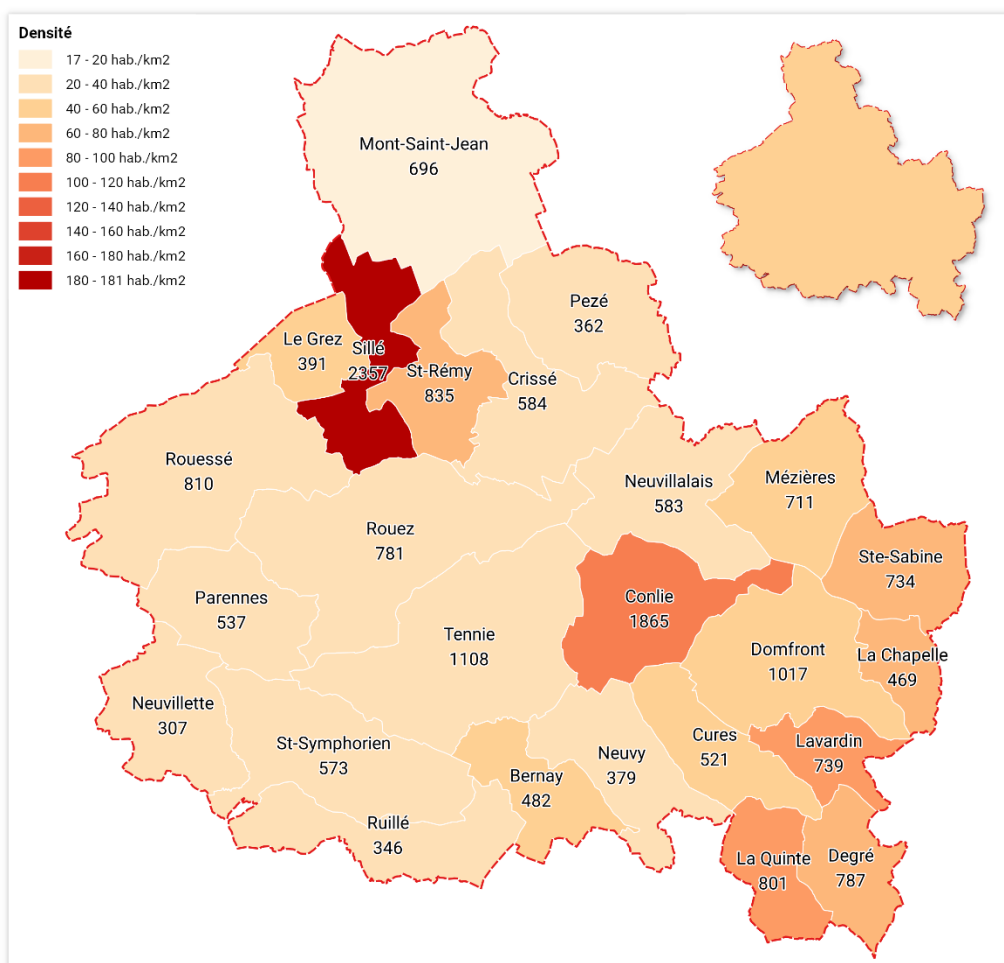 Densité
17 - 20 hab./km2
20 - 40 hab./km2
40 - 60 hab./km2
60 - 80 hab./km2
80 - 100 hab./km2
100 - 120 hab./km2
120 - 140 hab./km2
140 - 160 hab./km2
160 - 180 hab./km2
180 - 181 hab./km2
Mont-Saint-Jean
696
Pezé
362
Le Grez
391
Sillé
2357
St-Rémy
835
Crissé
584
Rouessé
810
Neuvillalais
583
Mézières
711
Rouez
781
Ste-Sabine
734
Parennes
537
Conlie
1865
Tennie
1108
Domfront
1017
La Chapelle
469
Neuvillette
307
St-Symphorien
573
Neuvy
379
Cures
521
Lavardin
739
Bernay
482
Ruillé
346
La Quinte
801
Degré
787